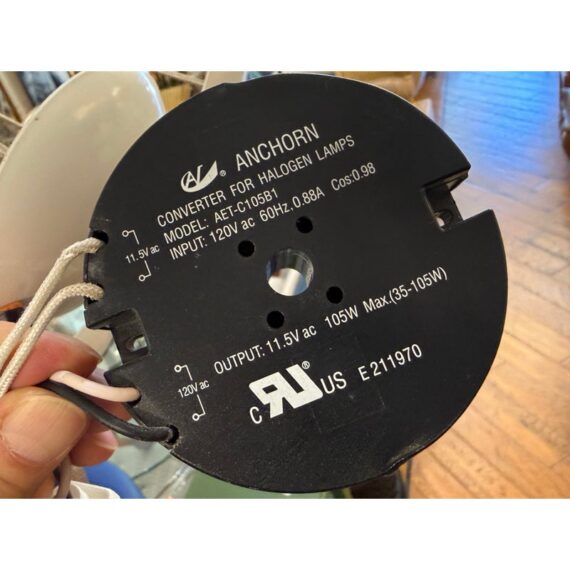 ® ANCHORN
CONVERTER FOR HALOGEN LAMPS
MODEL: AET-C105B1
INPUT: 120V ac 60Hz,0.88A Cos:0.98
11.5V ac
OUTPUT: 11.5V ac 105W Max.(35-105W)
120V ac
C RU ® US E211970